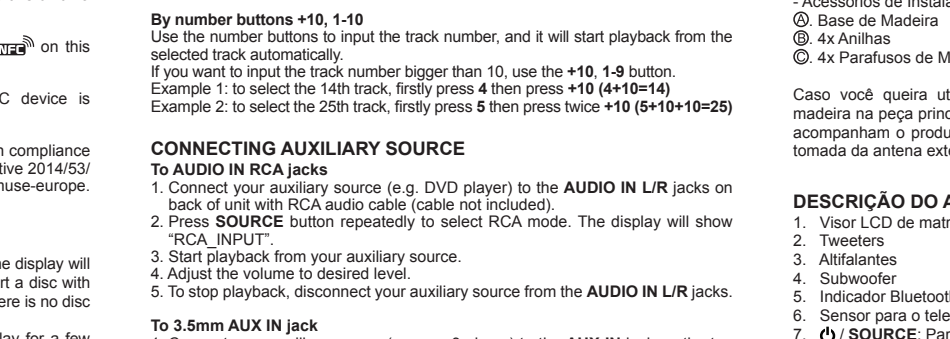 NFC on this
C device is
n compliance
tive 2014/53/
nuse-europe.
e display will
rt a disc with
ere is no disc
By number buttons +10, 1-10
Use the number buttons to input the track number, and it will start playback from the
selected track automatically.
If you want to input the track number bigger than 10, use the +10, 1-9 button.
Example 1: to select the 14th track, firstly press 4 then press +10 (4+10=14)
Example 2: to select the 25th track, firstly press 5 then press twice +10 (5+10+10=25)
CONNECTING AUXILIARY SOURCE
To AUDIO IN RCA jacks
1. Connect your auxiliary source (e.g. DVD player) to the AUDIO IN L/R jacks on
back of unit with RCA audio cable (cable not included).
2. Press SOURCE button repeatedly to select RCA mode. The display will show
“RCA_INPUT”.
3. Start playback from your auxiliary source.
4. Adjust the volume to desired level.
5. To stop playback, disconnect your auxiliary source from the AUDIO IN L/R jacks.
To 3.5mm AUX IN jack
- Acessórios de Instala
Ⓐ. Base de Madeira
Ⓑ. 4x Anilhas
Ⓒ. 4x Parafusos de M
Caso você queira ut
madeira na peça princ
acompanham o produ
tomada da antena exte
DESCRIÇÃO DO A
1. Visor LCD de matr
2. Tweeters
3. Altifalantes
4. Subwoofer
5. Indicador Bluetooth
6. Sensor para o tele
7. ⏻ / SOURCE: Par